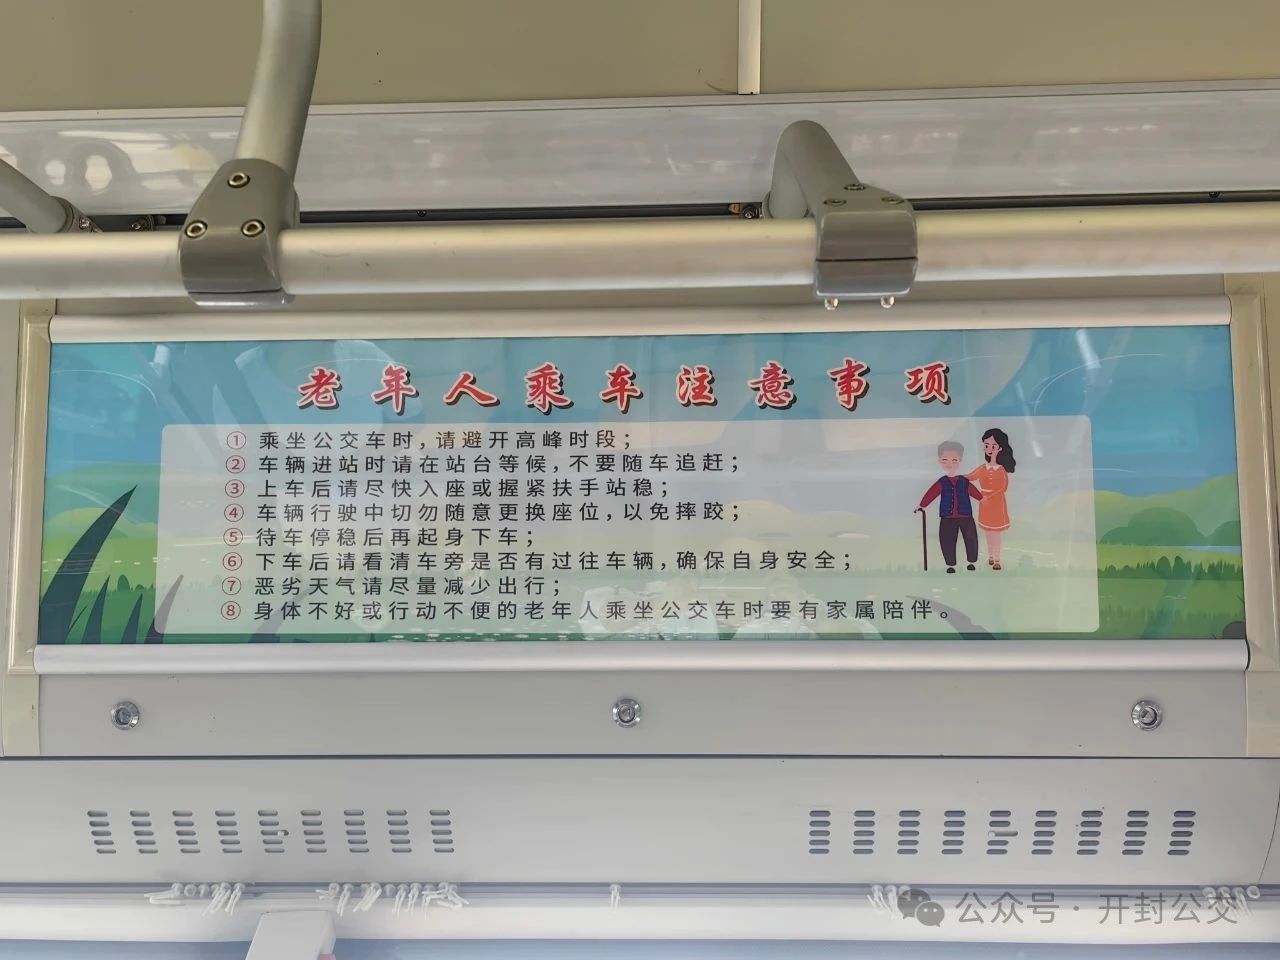 老年人乘车注意事项
① 乘坐公交车时,请避开高峰时段;
② 车辆进站时请在站台等候,不要随车追赶;
③ 上车后请尽快入座或握紧扶手站稳;
④ 车辆行驶中切勿随意更换座位,以免摔跤;
⑤ 待车停稳后再起身下车;
⑥ 下车后请看清车旁是否有过往车辆,确保自身安全;
⑦ 恶劣天气请尽量减少出行;
⑧ 身体不好或行动不便的老年人乘坐公交车时要有家属陪伴。
公众号·开封公交